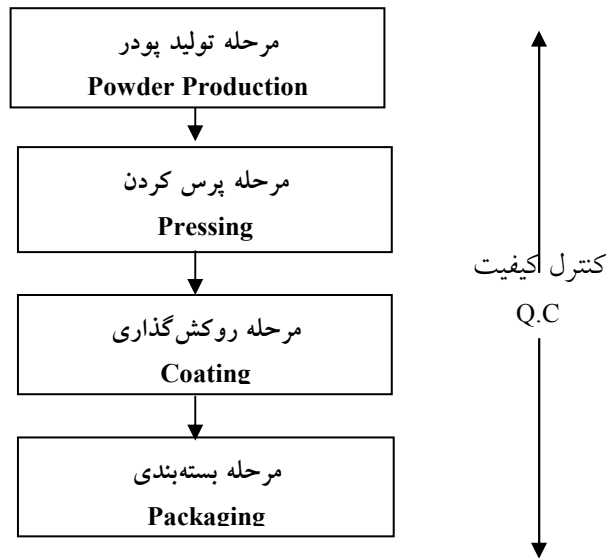 مرحله تولید پودر
Powder Production
مرحله پرس کردن
Pressing
مرحله روکش‌گذاری
Coating
مرحله بسته‌بندی
Packaging
کنترل کیفیت
Q.C